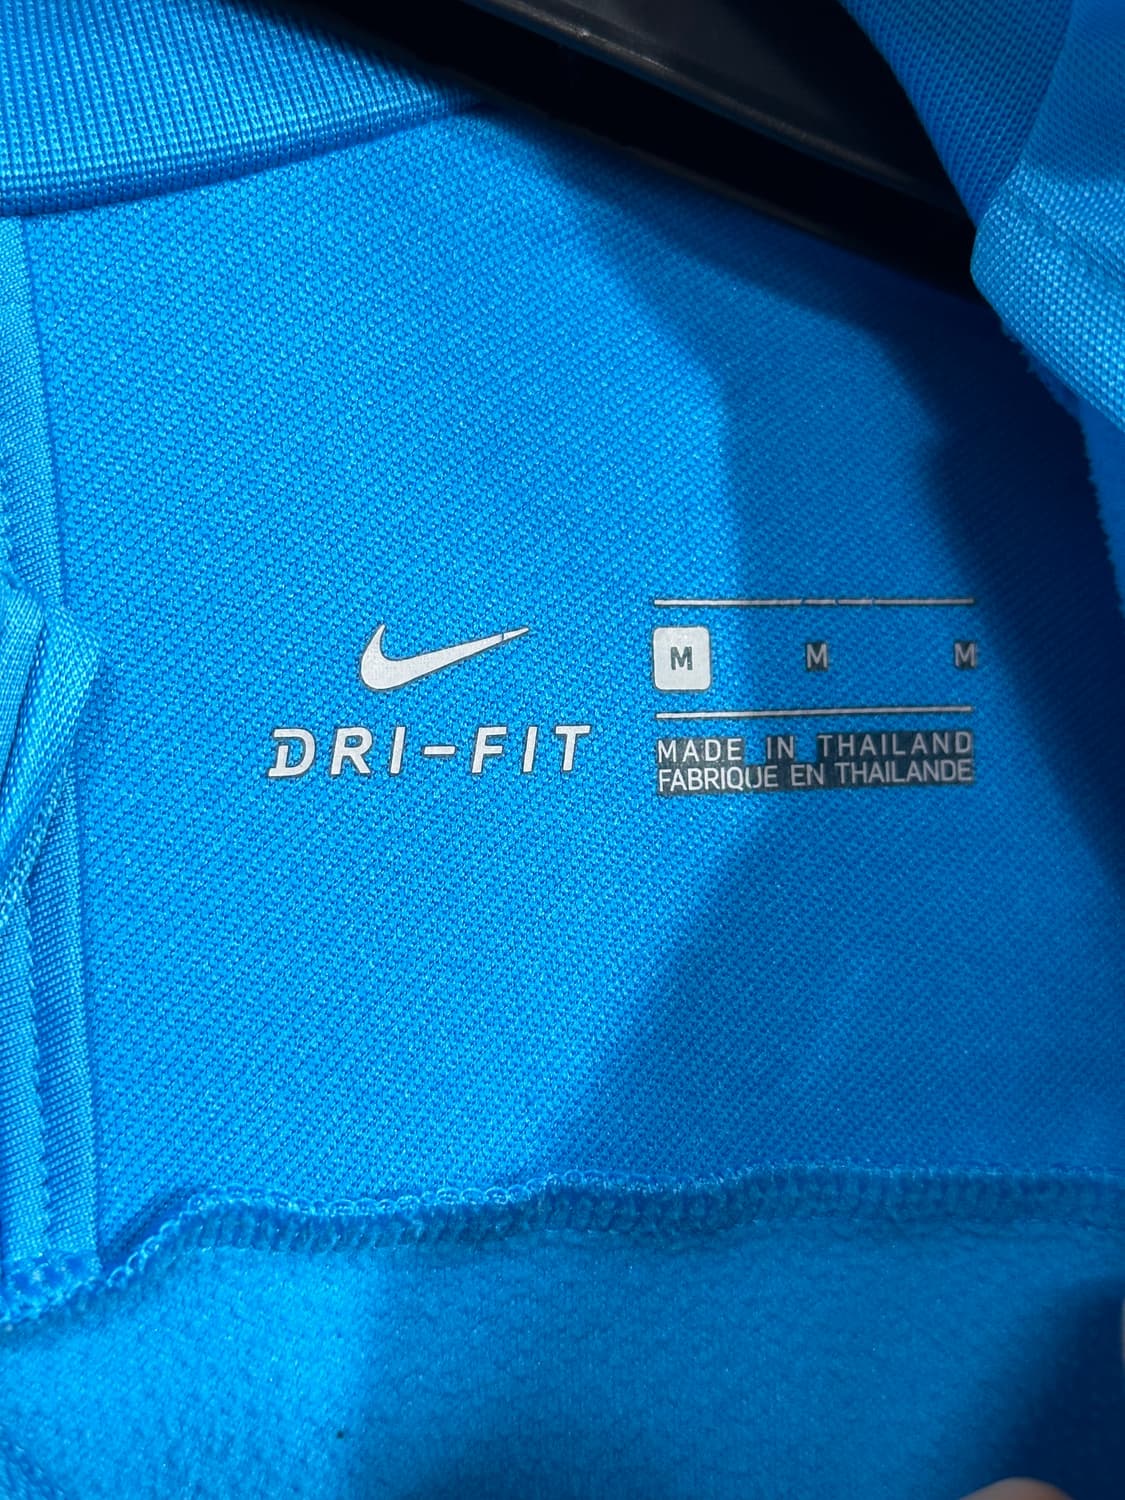 DRI-FIT
M M M
MADE IN THAILAND
FABRIQUE EN THAILANDE